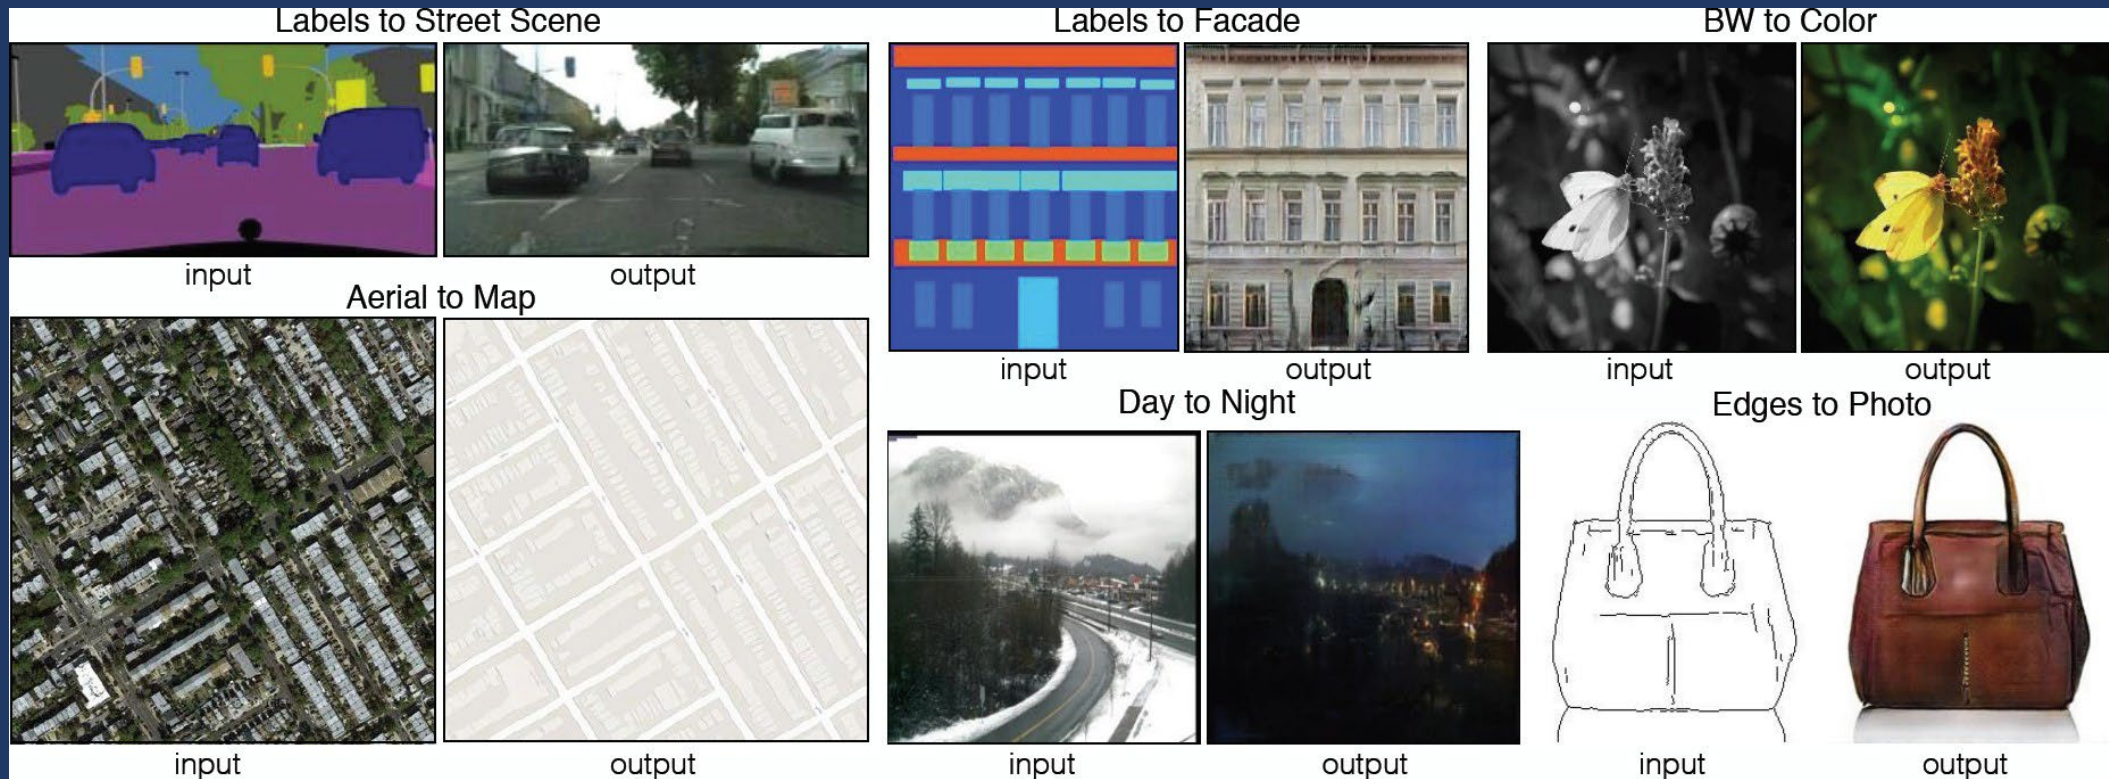 Labels to Street Scene
input
output
Aerial to Map
input
output
Labels to Facade
input
output
BW to Color
input
output
Day to Night
input
output
Edges to Photo
input
output